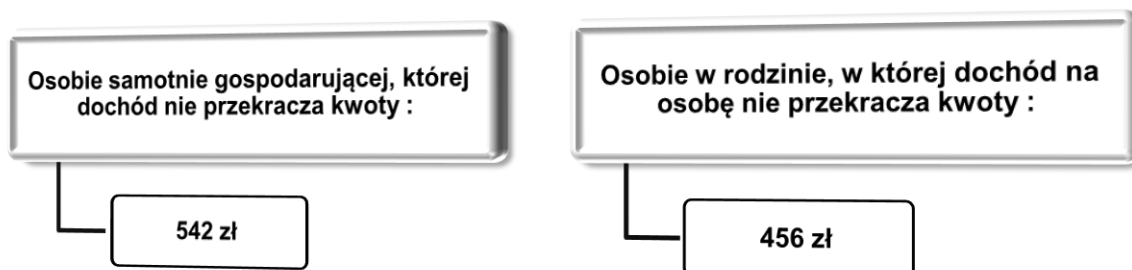 Osobie samotnie gospodarującej, której
dochód nie przekracza kwoty :
542 zł
Osobie w rodzinie, w której dochód na
osobę nie przekracza kwoty :
456 zł